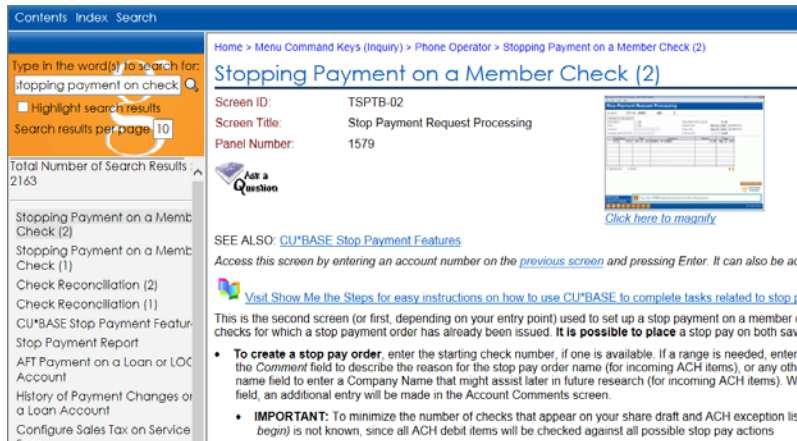 Contents Index Search
Home > Menu Command Keys (Inquiry) > Phone Operator > Stopping Payment on a Member Check (2)
Type in the word(s) to search for:
stopping payment on check
Highlight search results
Search results per page 10
Total Number of Search Results :
2163
Stopping Payment on a Memb
Check (2)
Stopping Payment on a Memb
Check (1)
Check Reconciliation (2)
Check Reconciliation (1)
CU*BASE Stop Payment Featur
Stop Payment Report
AFT Payment on a Loan or LOC
Account
History of Payment Changes or
a Loan Account
Configure Sales Tax on Service
Stopping Payment on a Member Check (2)
Screen ID: TSPTB-02
Screen Title: Stop Payment Request Processing
Panel Number: 1579
Ask a
Question
Stop Payment Request Processing
Click here to magnify
SEE ALSO: CU*BASE Stop Payment Features
Access this screen by entering an account number on the previous screen and pressing Enter. It can also be ac
Visit Show Me the Steps for easy instructions on how to use CU*BASE to complete tasks related to stop p
This is the second screen (or first, depending on your entry point) used to set up a stop payment on a member
checks for which a stop payment order has already been issued. It is possible to place a stop pay on both sav
• To create a stop pay order, enter the starting check number, if one is available. If a range is needed, enter
the Comment field to describe the reason for the stop pay order name (for incoming ACH items), or any oth
name field to enter a Company Name that might assist later in future research (for incoming ACH items). W
field, an additional entry will be made in the Account Comments screen.
• IMPORTANT: To minimize the number of checks that appear on your share draft and ACH exception lis
begin) is not known, since all ACH debit items will be checked against all possible stop pay actions